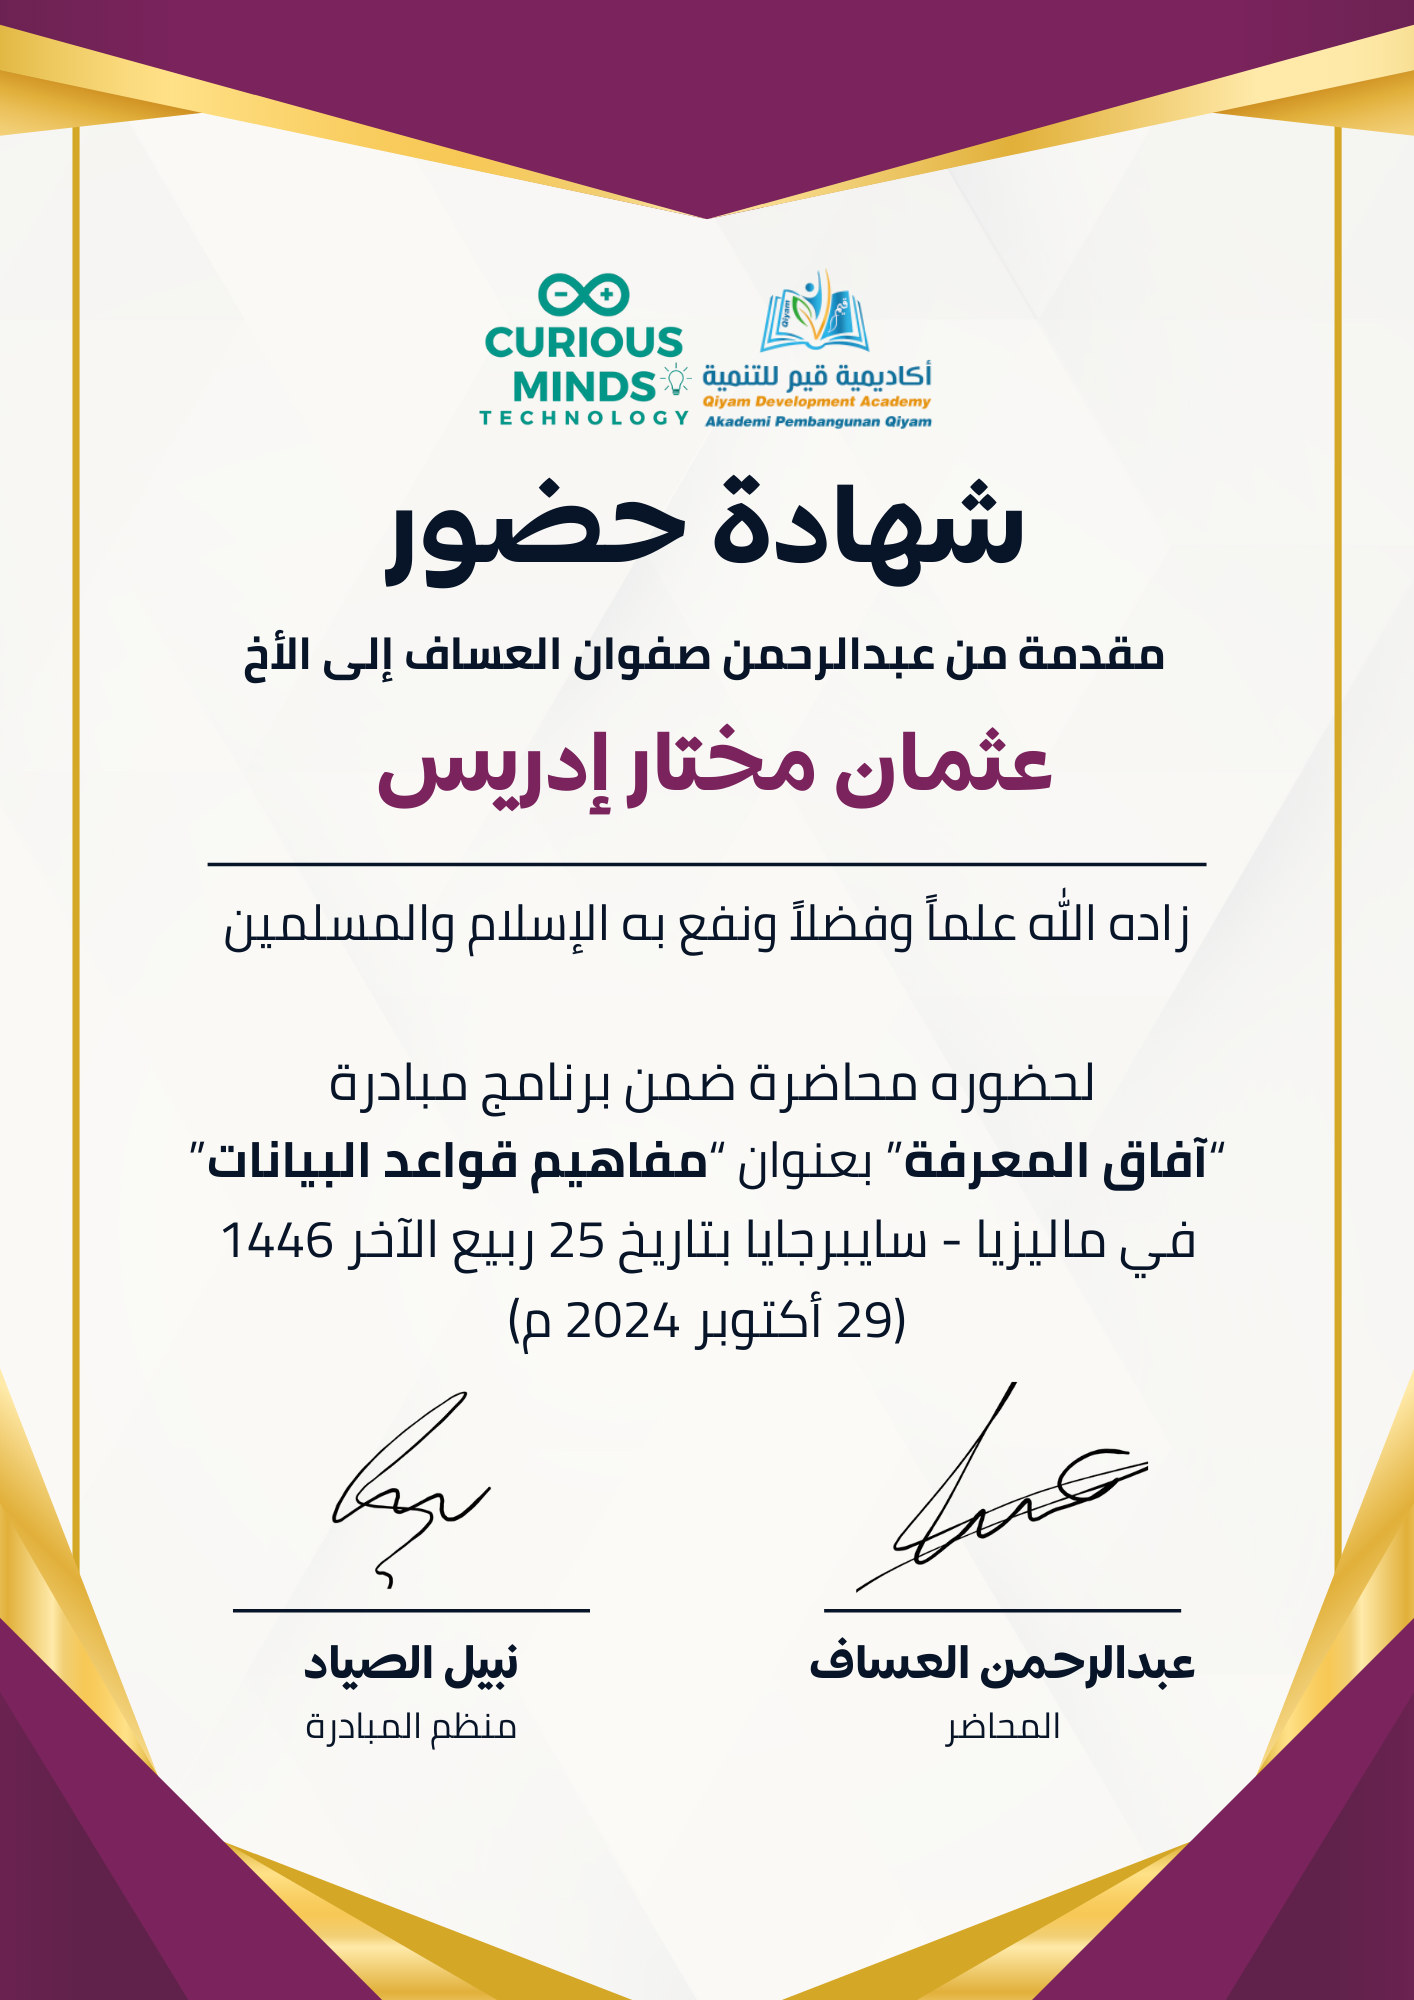 CURIOUS
MINDS
TECHNOLOGY
Qiyam
أكاديمية قيم للتنمية
Qiyam Development Academy
Akademi Pembangunan Qiyam
شهادة حضور
مقدمة من عبدالرحمن صفوان العساف إلى الأخ
عثمان مختار إدريس
زاده الله علماً وفضلاً ونفع به الإسلام والمسلمين
لحضوره محاضرة ضمن برنامج مبادرة
“آفاق المعرفة” بعنوان “مفاهيم قواعد البيانات”
في ماليزيا - سايبرجايا بتاريخ 25 ربيع الآخر 1446
(29 أكتوبر 2024 م)
عبدالرحمن العساف
المحاضر
نبيل الصياد
منظم المبادرة